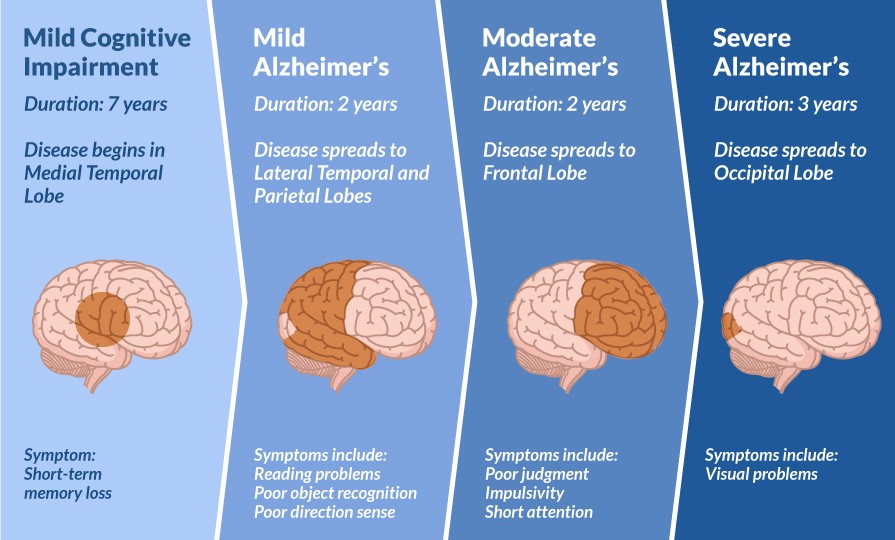 Mild Cognitive
Impairment
Duration: 7 years
Disease begins in
Medial Temporal
Lobe
Symptom:
Short-term
memory loss
Mild
Alzheimer’s
Duration: 2 years
Disease spreads to
Lateral Temporal and
Parietal Lobes
Symptoms include:
Reading problems
Poor object recognition
Poor direction sense
Moderate
Alzheimer’s
Duration: 2 years
Disease spreads to
Frontal Lobe
Symptoms include:
Poor judgment
Impulsivity
Short attention
Severe
Alzheimer’s
Duration: 3 years
Disease spreads to
Occipital Lobe
Symptoms include:
Visual problems